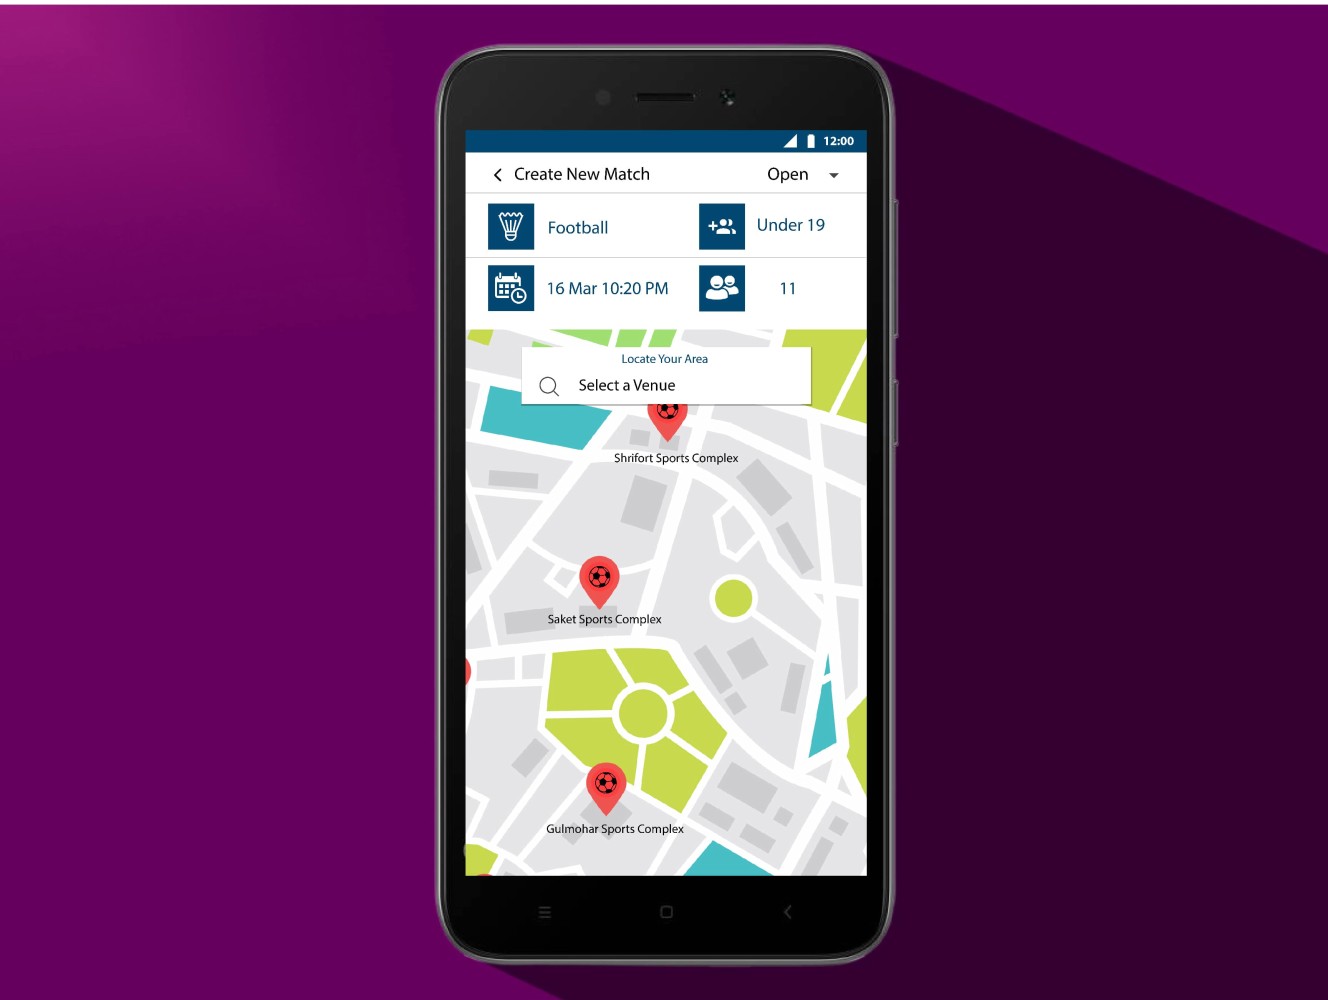 12:00
Create New Match
Open
Football
Under 19
16 Mar 10:20 PM
11
Locate Your Area
Select a Venue
Shrifort Sports Complex
Saket Sports Complex
Gulmohar Sports Complex